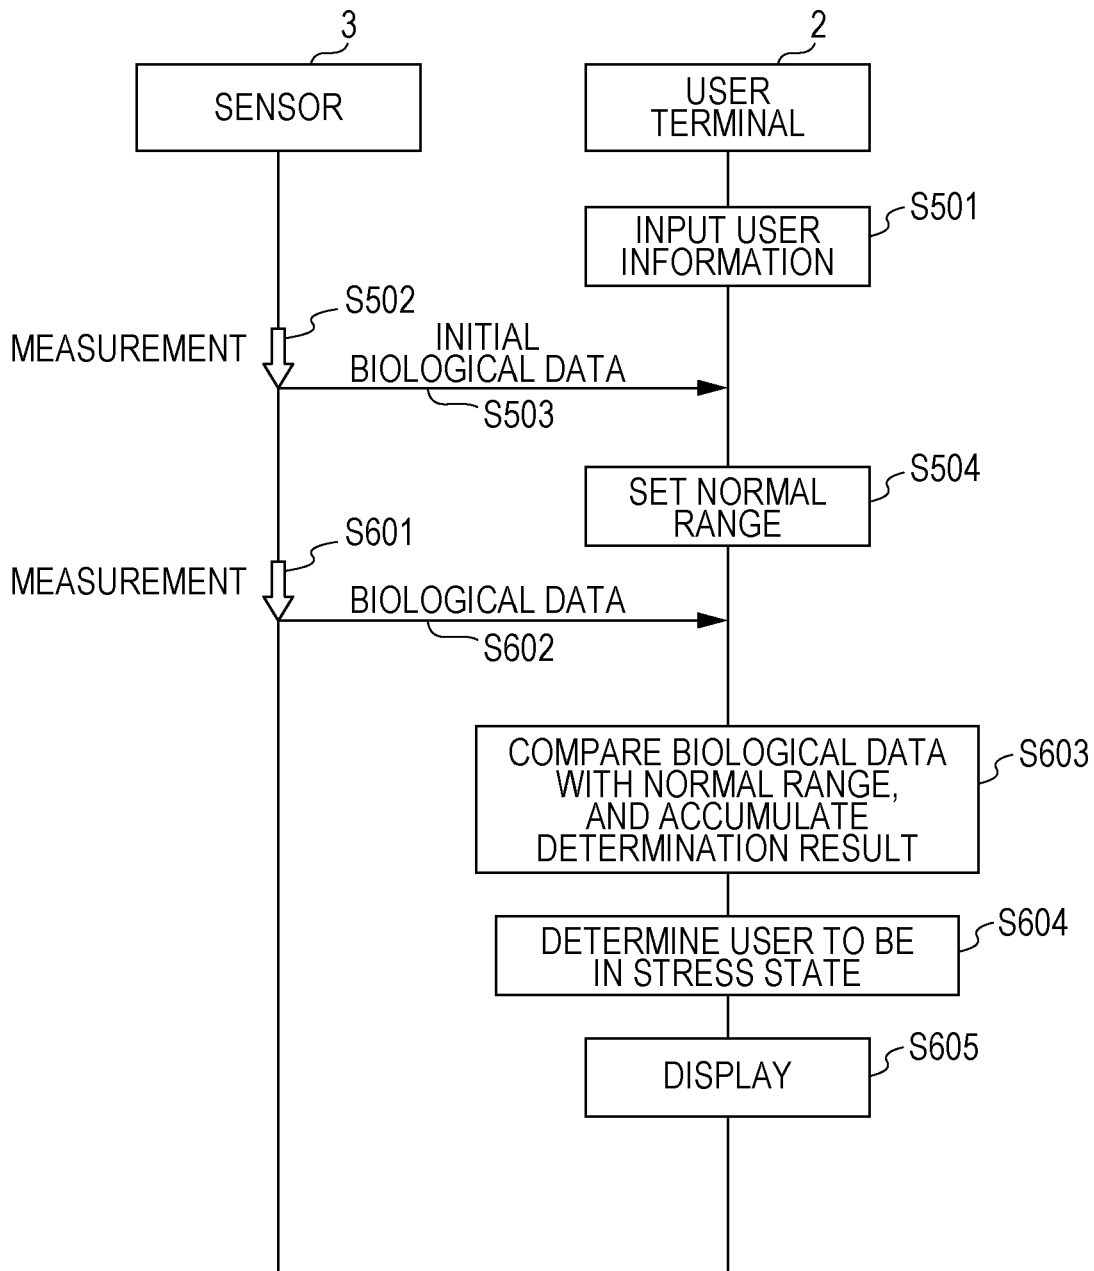 3
2
SENSOR
USER
TERMINAL
S501
INPUT USER
INFORMATION
S502
MEASUREMENT
INITIAL
BIOLOGICAL DATA
S503
S504
SET NORMAL
RANGE
S601
MEASUREMENT
BIOLOGICAL DATA
S602
S603
COMPARE BIOLOGICAL DATA
WITH NORMAL RANGE,
AND ACCUMULATE
DETERMINATION RESULT
S604
DETERMINE USER TO BE
IN STRESS STATE
S605
DISPLAY